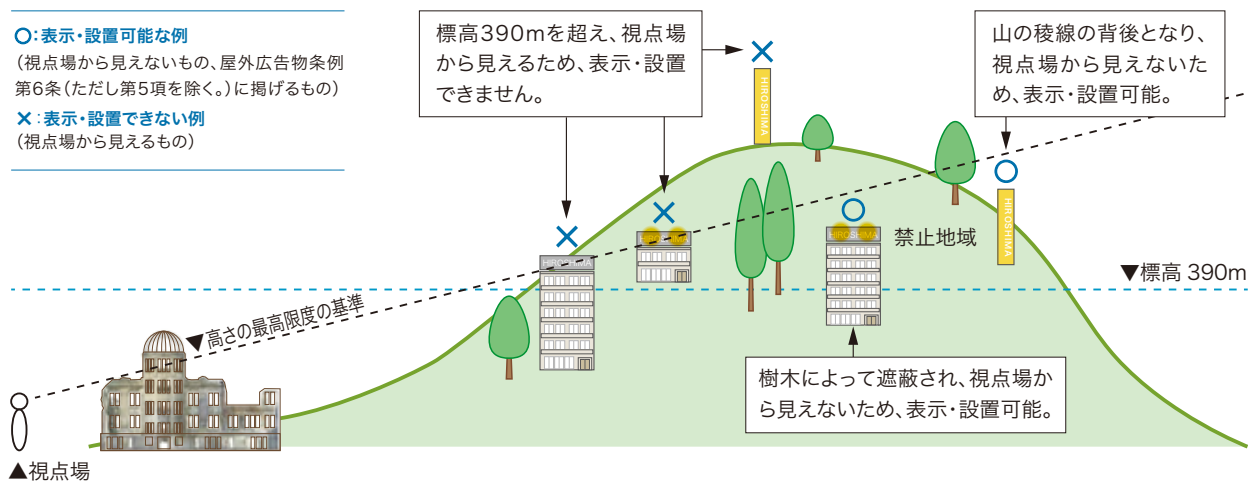 ○:表示・設置可能な例
(視点場から見えないもの、屋外広告物条例
第6条(ただし第5項を除く。)に掲げるもの)
×:表示・設置できない例
(視点場から見えるもの)
標高390mを超え、視点場
から見えるため、表示・設置
できません。
山の稜線の背後となり、
視点場から見えないた
め、表示・設置可能。
HIROSHIMA
HIROSHIMA
HIROSHIMA
HIROSHIMA
HIROSHIMA
禁止地域
▼標高 390m
▼高さの最高限度の基準
樹木によって遮蔽され、視点場か
ら見えないため、表示・設置可能。
▲視点場